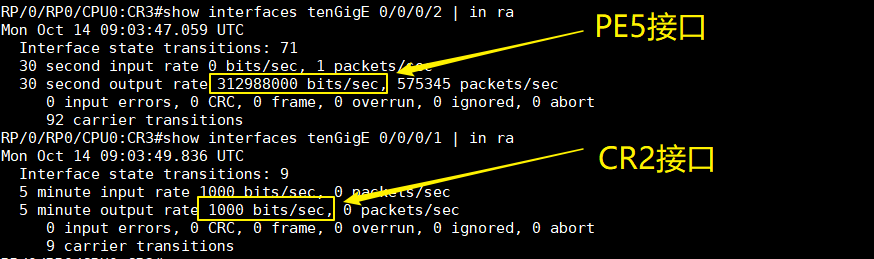 RP/0/RP0/CPU0:CR3#show interfaces tenGigE 0/0/0/2 | in ra
Mon Oct 14 09:03:47.059 UTC
PE5接口
Interface state transitions: 71
30 second input rate 0 bits/sec, 1 packets/sec
30 second output rate 312988000 bits/sec, 575345 packets/sec
0 input errors, 0 CRC, 0 frame, 0 overrun, 0 ignored, 0 abort
92 carrier transitions
RP/0/RP0/CPU0:CR3#show interfaces tenGigE 0/0/0/1 | in ra
Mon Oct 14 09:03:49.836 UTC
CR2接口
Interface state transitions: 9
5 minute input rate 1000 bits/sec, 0 packets/sec
5 minute output rate 1000 bits/sec, 0 packets/sec
0 input errors, 0 CRC, 0 frame, 0 overrun, 0 ignored, 0 abort
9 carrier transitions